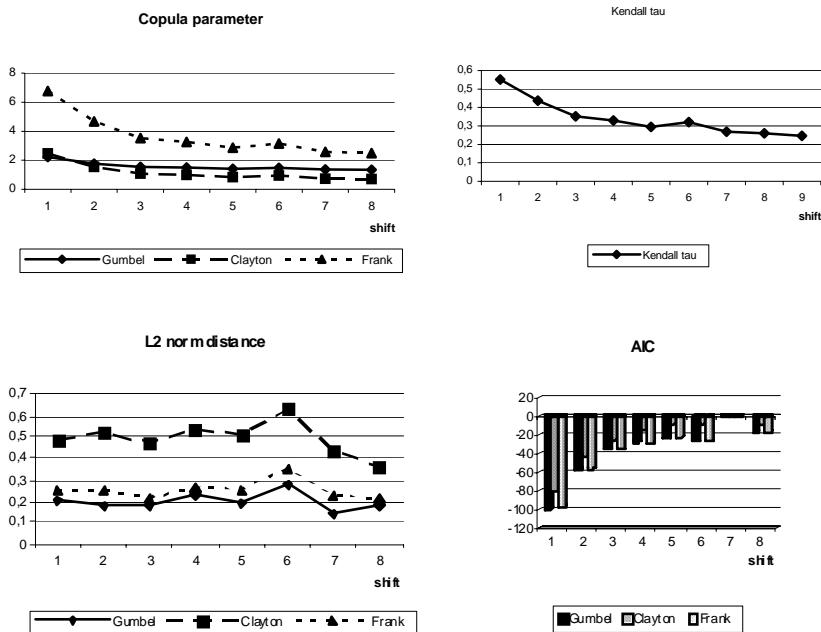 Copula parameter
8
6
4
2
0
1 2 3 4 5 6 7 8
shift
Gumbel Clayton Frank
Kendall tau
0,6
0,5
0,4
0,3
0,2
0,1
0
1 2 3 4 5 6 7 8 9
shift
Kendall tau
L2 norm distance
0,7
0,6
0,5
0,3
0,2
0,1
0
1 2 3 4 5 6 7 8
shift
Gumbel Clayton Frank
AIC
20
0
-20
-40
-60
-80
-100
-120
1 2 3 4 5 6 7 8
shift
Gumbel Clayton Frank